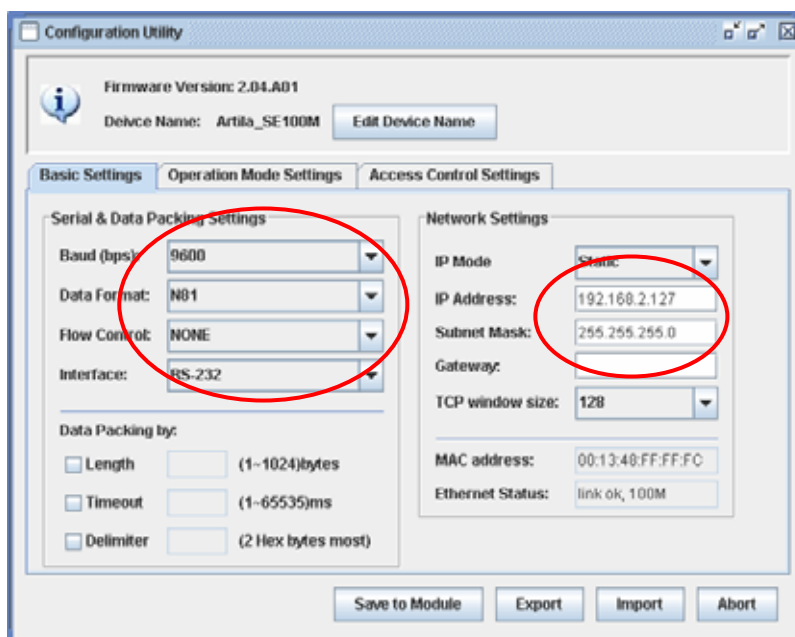 Configuration Utility
Firmware Version: 2.04.A01
Deivce Name: Artila_SE100M Edit Device Name
Basic Settings Operation Mode Settings Access Control Settings
Serial & Data Packing Settings
Baud (bps): 9600
Data Format: N81
Flow Control: NONE
Interface: RS-232
Data Packing by:
Length (1~1024)bytes
Timeout (1~65535)ms
Delimiter (2 Hex bytes most)
Network Settings
IP Mode Static
IP Address: 192.168.2.127
Subnet Mask: 255.255.255.0
Gateway:
TCP window size: 128
MAC address: 00:13:48:FF:FF:FC
Ethernet Status: link ok, 100M
Save to Module Export Import Abort